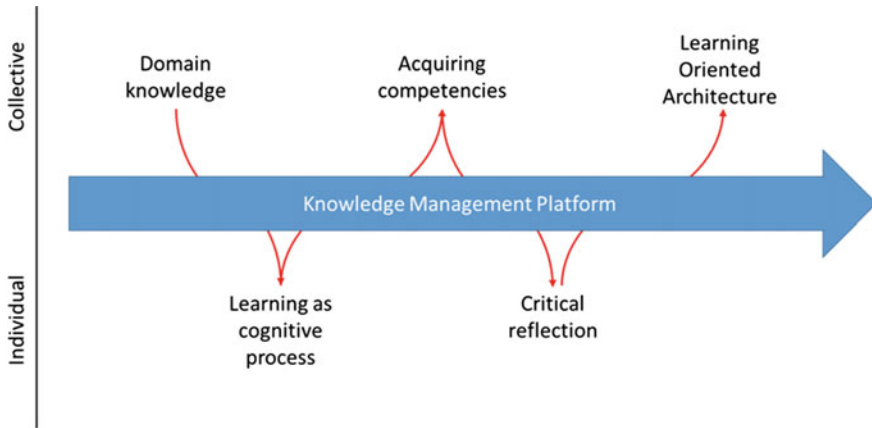 Collective
Domain
knowledge
Acquiring
competencies
Learning
Oriented
Architecture
Knowledge Management Platform
Individual
Learning as
cognitive
process
Critical
reflection